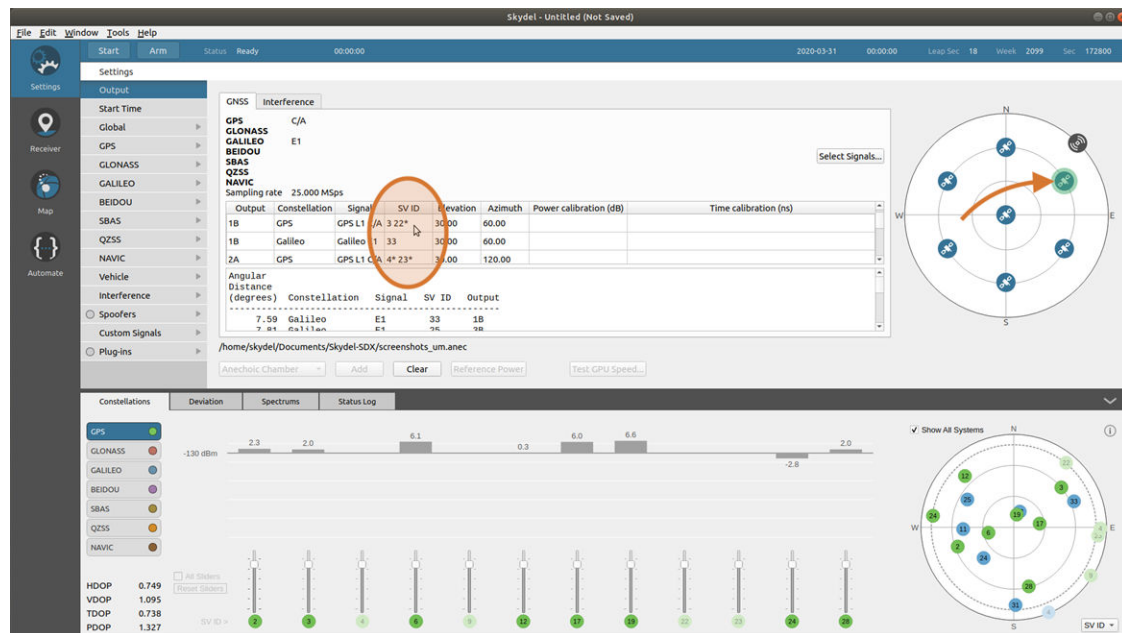 Skydel - Untitled (Not Saved)
File Edit Window Tools Help
Start Arm Status Ready 00:00:00 2020-03-31 00:00:00 Leap Sec 18 Week 2099 Sec 172800
Settings
Receiver
Map
Automate
Settings
Output
Start Time
Global
GPS
GLONASS
GALILEO
BEIDOU
SBAS
QZSS
NAVIC
Vehicle
Interference
Spoofers
Custom Signals
Plug-ins
GNSS Interference
GPS C/A
GLONASS
GALILEO E1
BEIDOU
SBAS
QZSS
NAVIC
Select Signals...
Sampling rate 25.000 MSps
Output Constellation Signal SV ID Elevation Azimuth Power calibration (dB) Time calibration (ns)
1B GPS GPS L1 C/A 3 22* 30.00 60.00
1B Galileo Galileo E1 33 30.00 60.00
2A GPS GPS L1 C/A 4* 23* 30.00 120.00
Angular
Distance
(degrees) Constellation Signal SV ID Output
7.59 Galileo E1 33 1B
7.81 Galileo E1 25 3B
/home/skydel/Documents/Skydel-SDX/screenshots_um.anec
Anechoic Chamber Add Clear Reference Power Test GPU Speed...
N
W E
S
Constellations Deviation Spectrums Status Log
GPS
GLONASS
GALILEO
BEIDOU
SBAS
QZSS
NAVIC
HDOP 0.749
VDOP 1.095
TDOP 0.738
PDOP 1.327
-130 dBm
2.3 2.0 6.1 0.3 6.0 6.6 -2.8 2.0
All Sliders
Reset Sliders
SV ID =
2 3 4 6 9 12 17 19 22 23 24 28
Show All Systems
N
22
12
3
25
33
24
19
17
4
W E
11
6
2
24
9
28
31
S
SV ID